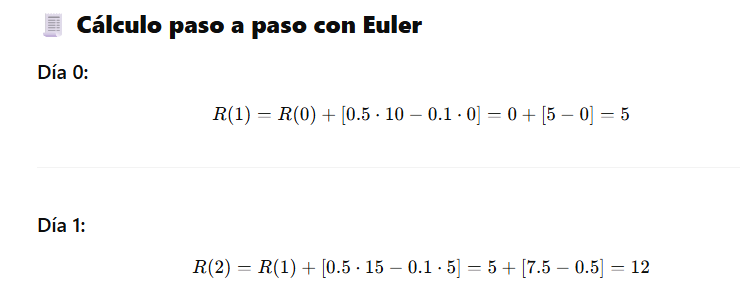 Cálculo paso a paso con Euler
Día 0:
R(1) = R(0) + [0.5 · 10 − 0.1 · 0] = 0 + [5 − 0] = 5
Día 1:
R(2) = R(1) + [0.5 · 15 − 0.1 · 5] = 5 + [7.5 − 0.5] = 12